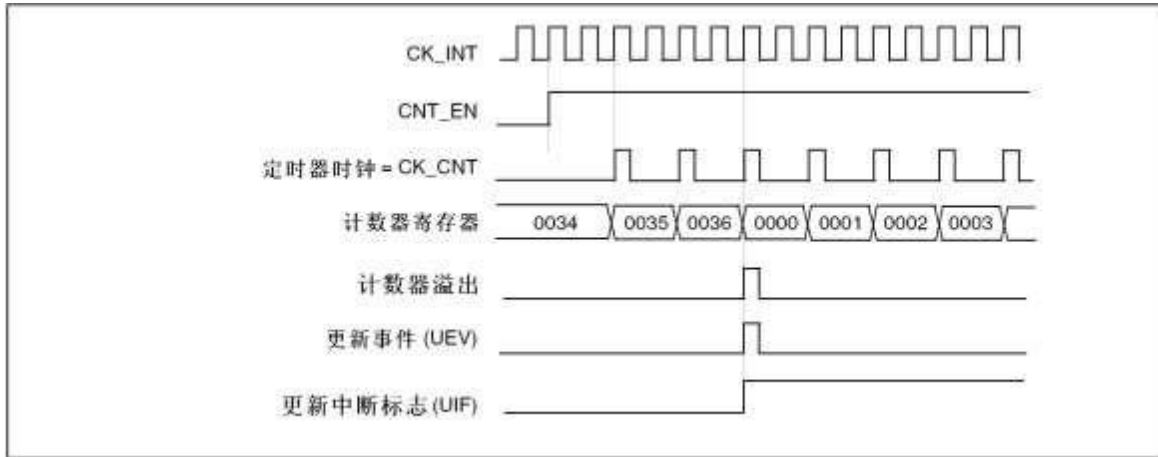 CK_INT
CNT_EN
定时器时钟 = CK_CNT
计数器寄存器 0034 0035 0036 0000 0001 0002 0003
计数器溢出
更新事件 (UEV)
更新中断标志 (UIF)